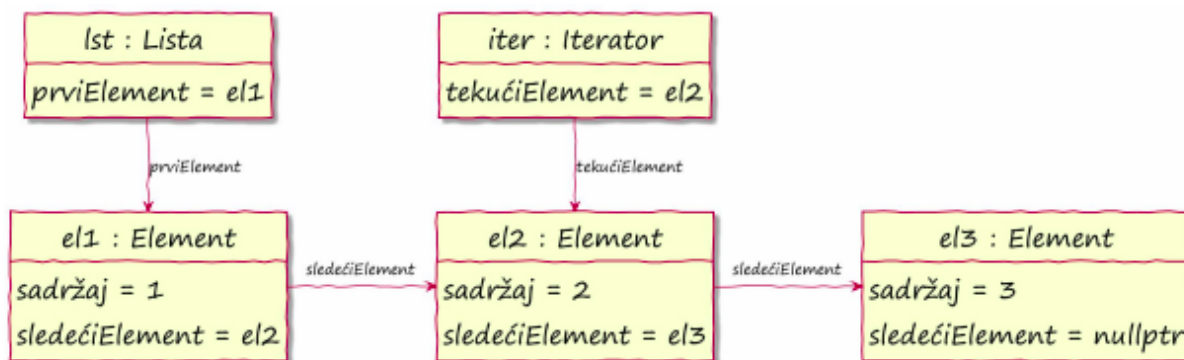 lst : Lista
prviElement = el1
iter : Iterator
tekućiElement = el2
prviElement
tekućiElement
el1 : Element
sadržaj = 1
sledećiElement = el2
sledećiElement
el2 : Element
sadržaj = 2
sledećiElement = el3
sledećiElement
el3 : Element
sadržaj = 3
sledećiElement = nullptr